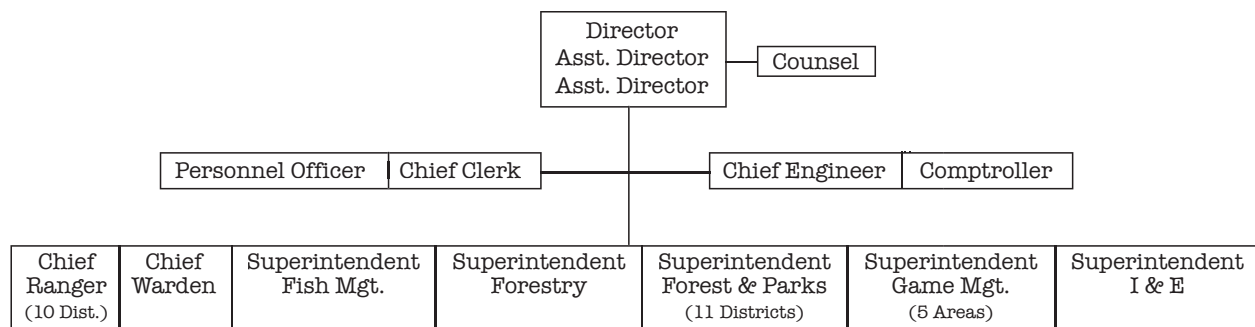 Director
Asst. Director
Asst. Director
Counsel
Personnel Officer
Chief Clerk
Chief Engineer
Comptroller
Chief
Ranger
(10 Dist.)
Chief
Warden
Superintendent
Fish Mgt.
Superintendent
Forestry
Superintendent
Forest & Parks
(11 Districts)
Superintendent
Game Mgt.
(5 Areas)
Superintendent
I & E